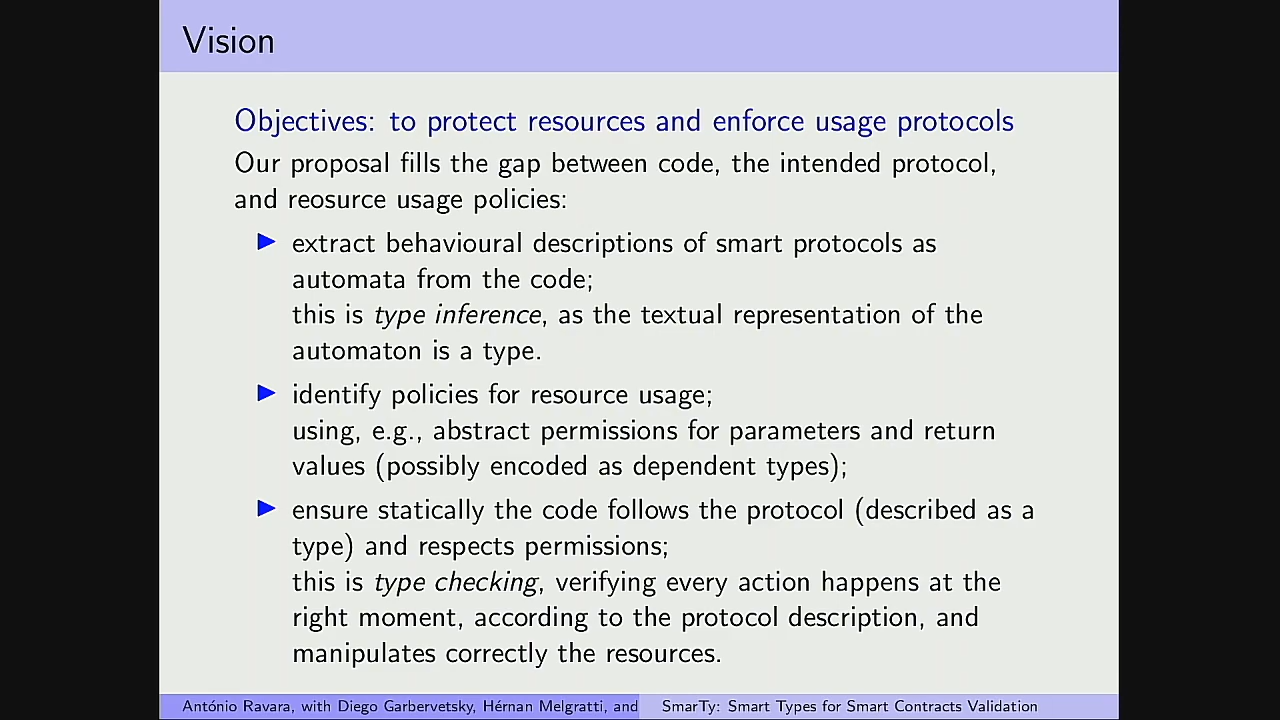 Vision
Objectives: to protect resources and enforce usage protocols
Our proposal fills the gap between code, the intended protocol,
and reosurce usage policies:
extract behavioural descriptions of smart protocols as
automata from the code;
this is type inference, as the textual representation of the
automaton is a type.
identify policies for resource usage;
using, e.g., abstract permissions for parameters and return
values (possibly encoded as dependent types);
ensure statically the code follows the protocol (described as a
type) and respects permissions;
this is type checking, verifying every action happens at the
right moment, according to the protocol description, and
manipulates correctly the resources.
António Ravara, with Diego Garbervetsky, Hérnan Melgratti, and
SmarTy: Smart Types for Smart Contracts Validation